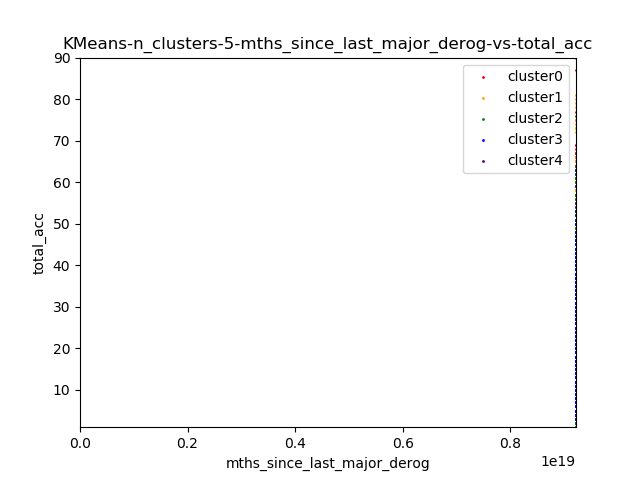 KMeans-n_clusters-5-mths_since_last_major_derog-vs-total_acc
90
80
70
60
50
40
30
20
10
total_acc
cluster0
cluster1
cluster2
cluster3
cluster4
0.0 0.2 0.4 0.6 0.8
1e19
mths_since_last_major_derog